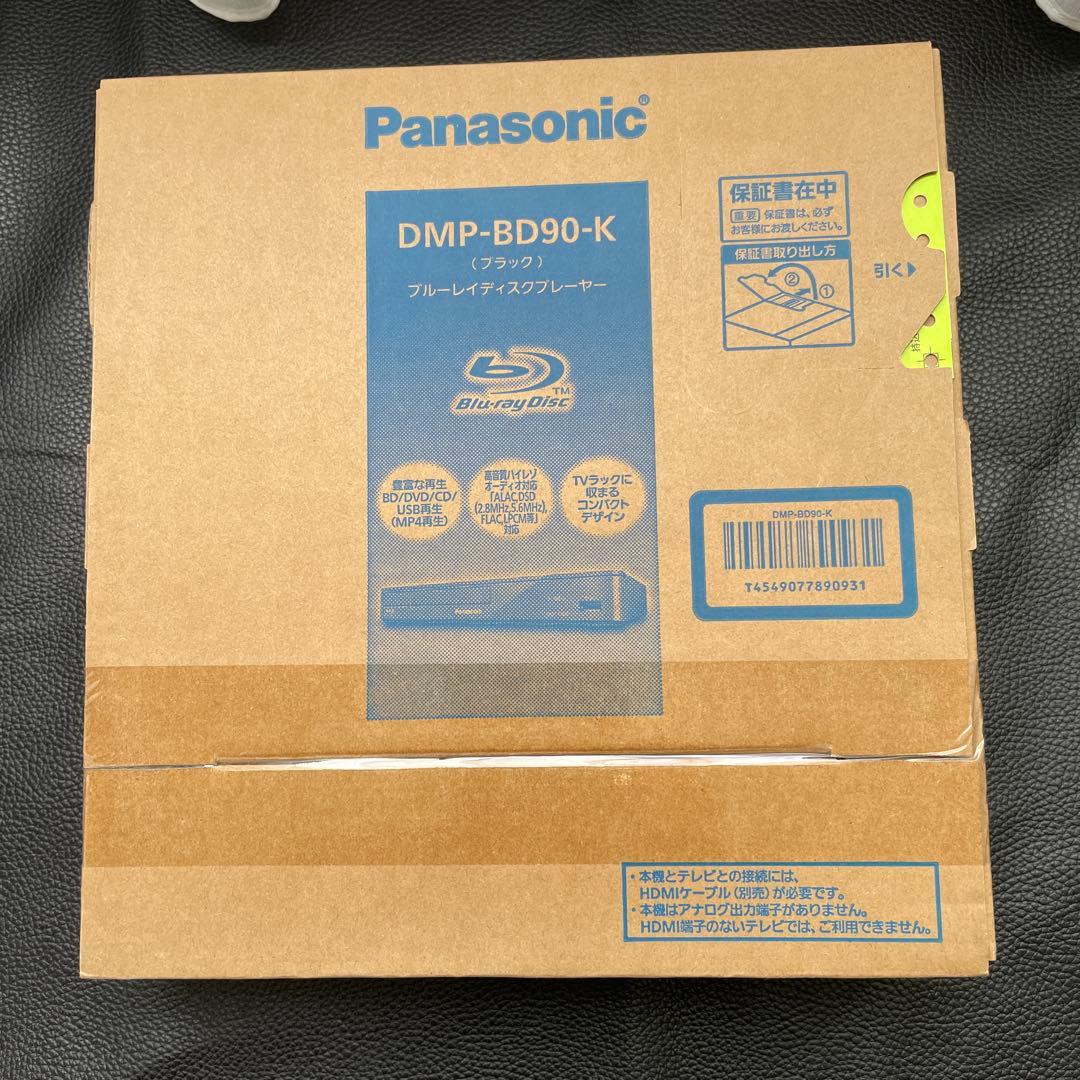 Panasonic®
DMP-BD90-K
（ブラック）
ブルーレイディスクプレーヤー
Blu-ray Disc™
豊富な再生
BD/DVD/CD/
USB再生
(MP4再生)
高音質ハイレゾ
オーディオ対応
「ALAC,DSD
(2.8MHz,5.6MHz),
FLAC,LPCM等」
対応
TVラックに
収まる
コンパクト
デザイン
Panasonic
保証書在中
重要 保証書は、必ず
お客様にお渡しください。
保証書取り出し方
②
①
引く
持込
DMP-BD90-K
T4549077890931
・本機とテレビとの接続には、
HDMIケーブル（別売）が必要です。
・本機はアナログ出力端子がありません。
HDMI端子のないテレビでは、ご利用できません。